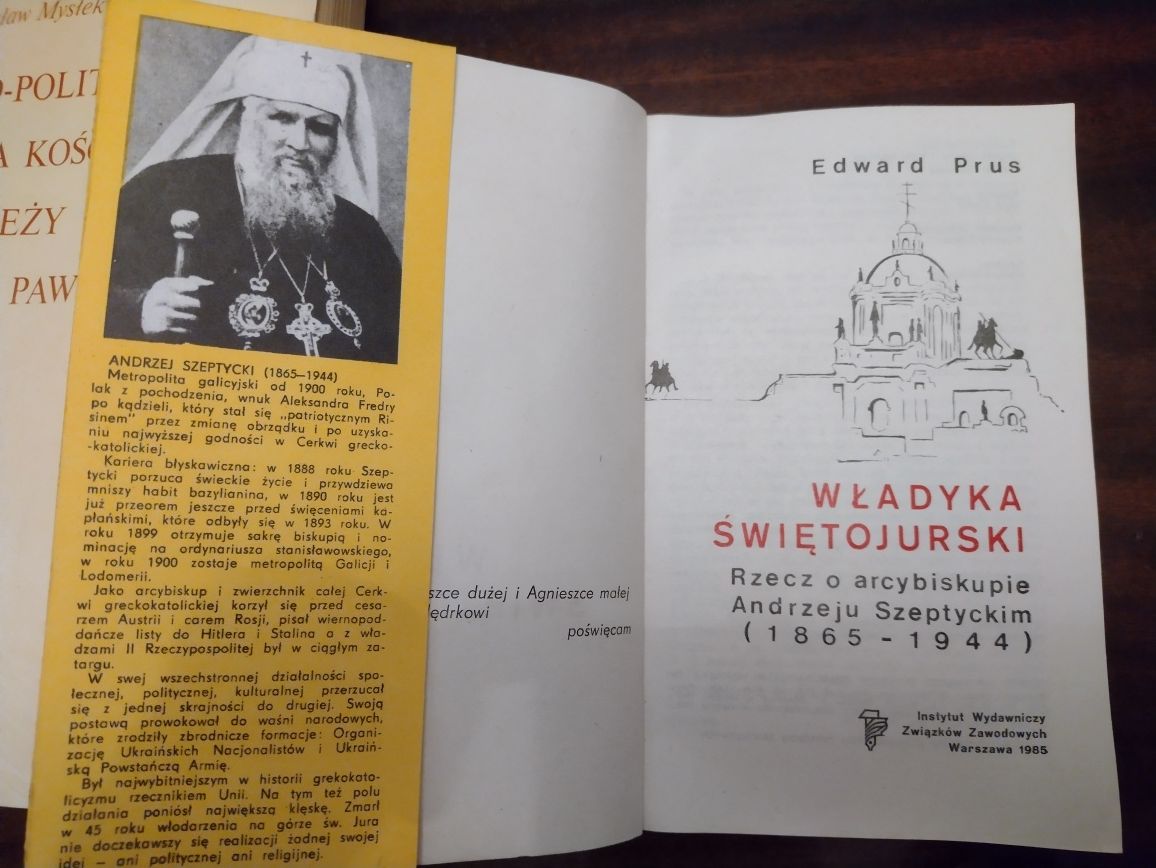 ław Mysłek
O-POLIT
A KOŚ
EŻY
PAW
ANDRZEJ SZEPTYCKI (1865—1944)
Metropolita galicyjski od 1900 roku, Po-
lak z pochodzenia, wnuk Aleksandra Fredry
po kądzieli, który stał się „patriotycznym Ri-
sinem" przez zmianę obrządku i po uzyska-
niu najwyższej godności w Cerkwi grecko-
-katolickiej.
Kariera błyskawiczna: w 1888 roku Szep-
tycki porzuca świeckie życie i przywdziewa
mniszy habit bazylianina, w 1890 roku jest
już przeorem jeszcze przed święceniami ka-
płańskimi, które odbyły się w 1893 roku. W
roku 1899 otrzymuje sakrę biskupią i no-
minację na ordynariusza stanisławowskiego,
w roku 1900 zostaje metropolitą Galicji i
Lodomerii.
Jako arcybiskup i zwierzchnik całej Cerk-
wi greckokatolickiej korzył się przed cesa-
rzem Austrii i carem Rosji, pisał wiernopod-
dańcze listy do Hitlera i Stalina a z wła-
dzami II Rzeczypospolitej był w ciągłym za-
targu.
W swej wszechstronnej działalności spo-
łecznej, politycznej, kulturalnej przerzucał
się z jednej skrajności do drugiej. Swoją
postawą prowokował do waśni narodowych,
które zrodziły zbrodnicze formacje: Organi-
zację Ukraińskich Nacjonalistów i Ukraiń-
ską Powstańczą Armię.
Był najwybitniejszym w historii grekokato-
licyzmu rzecznikiem Unii. Na tym też polu
działania poniósł największą klęskę. Zmarł
w 45 roku włodarzenia na górze św. Jura
nie doczekawszy się realizacji żadnej swojej
idei — ani politycznej ani religijnej.
szce dużej i Agnieszce małej
ędrkowi
poświęcam
Edward Prus
WŁADYKA
ŚWIĘTOJURSKI
Rzecz o arcybiskupie
Andrzeju Szeptyckim
(1865-1944)
Instytut Wydawniczy
Związków Zawodowych
Warszawa 1985